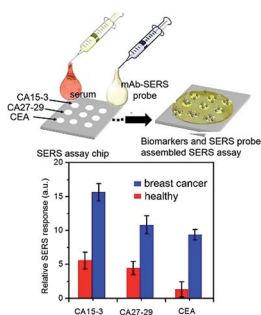 CA15-3
CA27-29
CEA
serum
mAb-SERS
probe
SERS assay chip
Biomarkers and SERS probe
assembled SERS assay
Relative SERS response (a.u.)
20
15
10
5
0
breast cancer
healthy
CA15-3
CA27-29
CEA